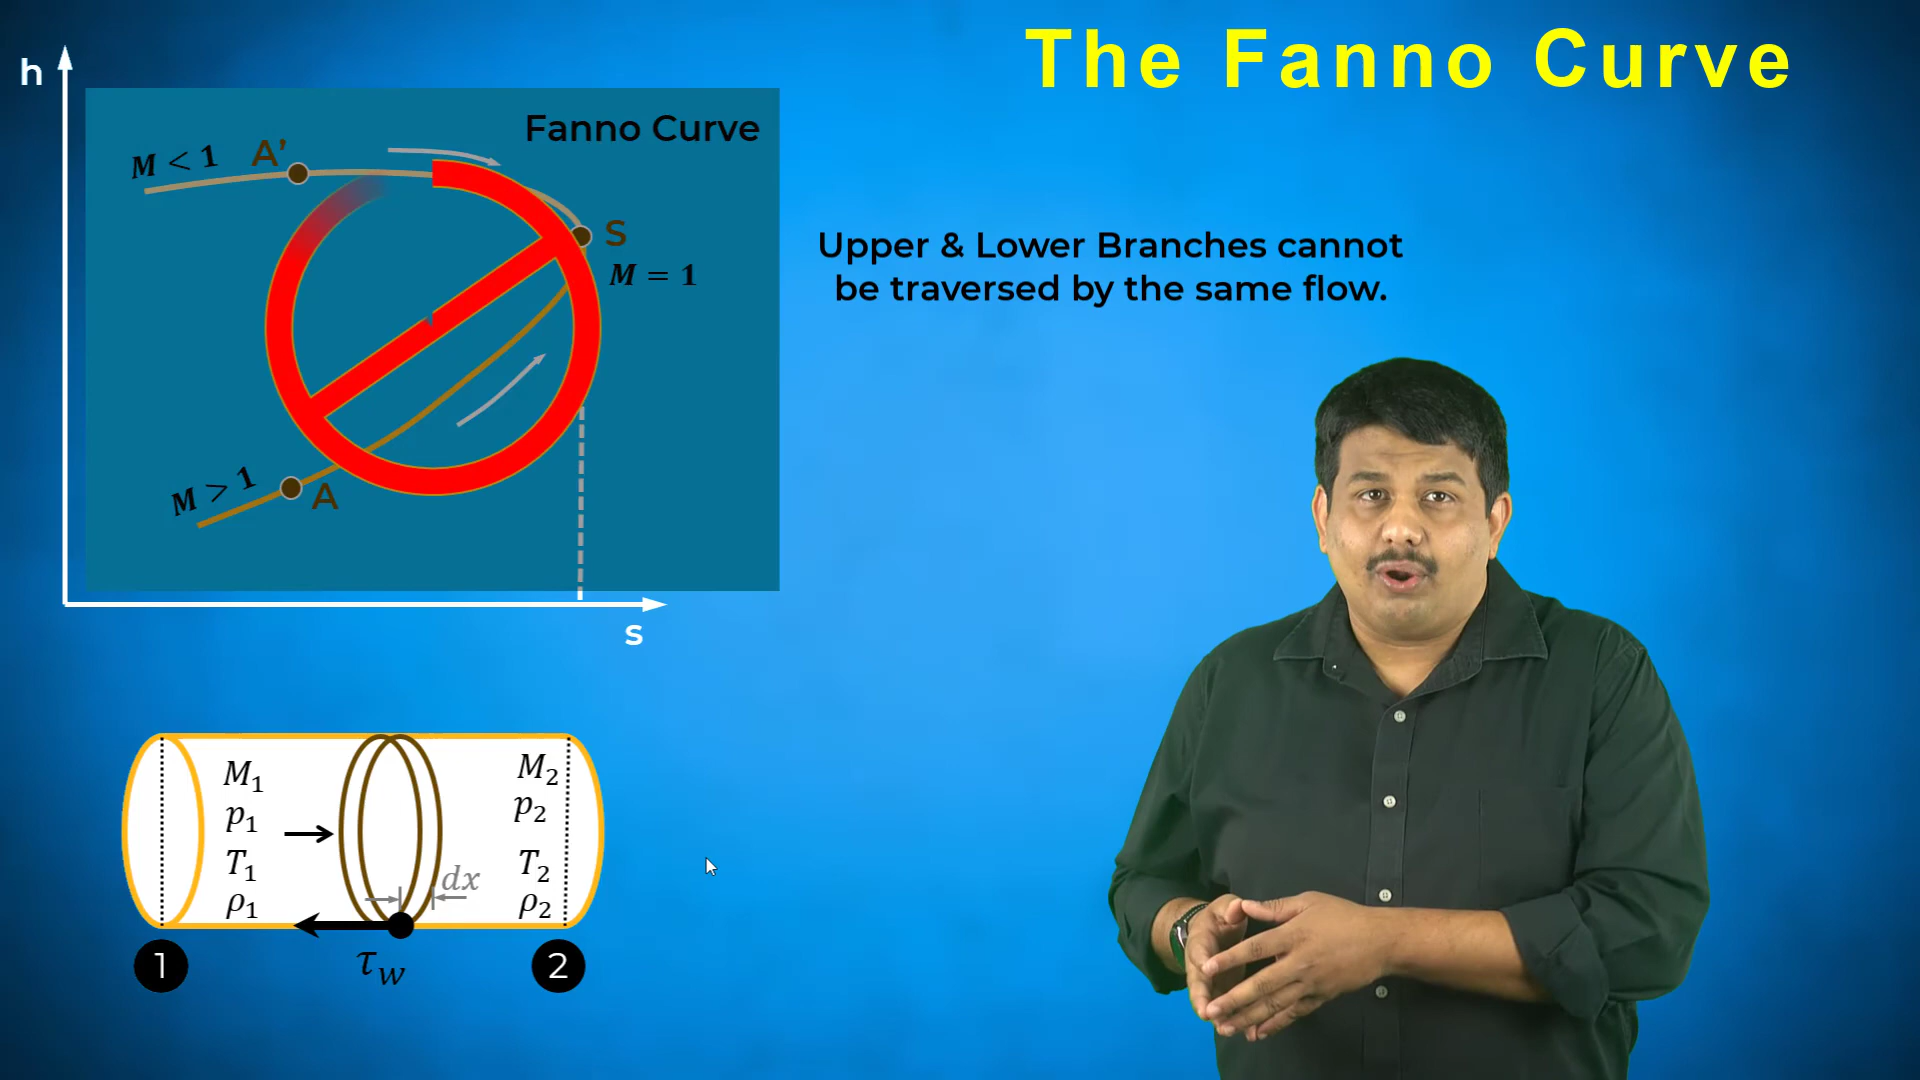 The Fanno Curve
h
Fanno Curve
M < 1
A’
S
M = 1
Upper & Lower Branches cannot
be traversed by the same flow.
M > 1
A
s
M₁
p₁
T₁
ρ₁
M₂
p₂
T₂
ρ₂
dx
τ_w
1
2